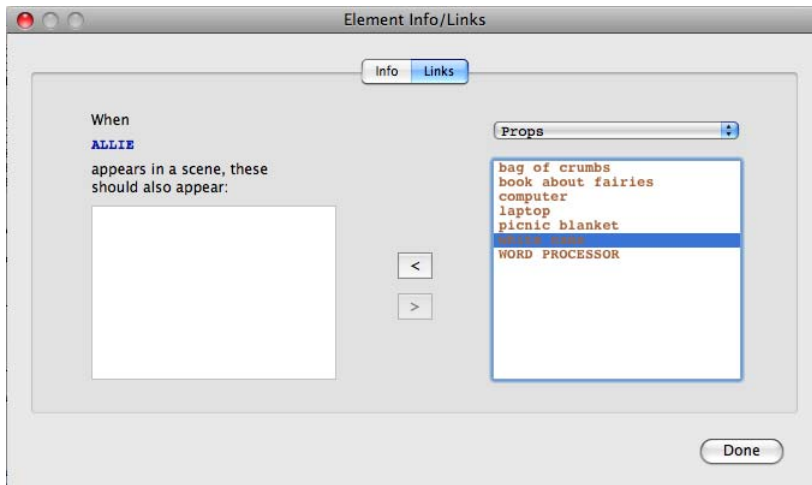 Element Info/Links
Info Links
When
ALLIE
appears in a scene, these
should also appear:
Props
bag of crumbs
book about fairies
computer
laptop
picnic blanket
WORD PROCESSOR
<
>
Done